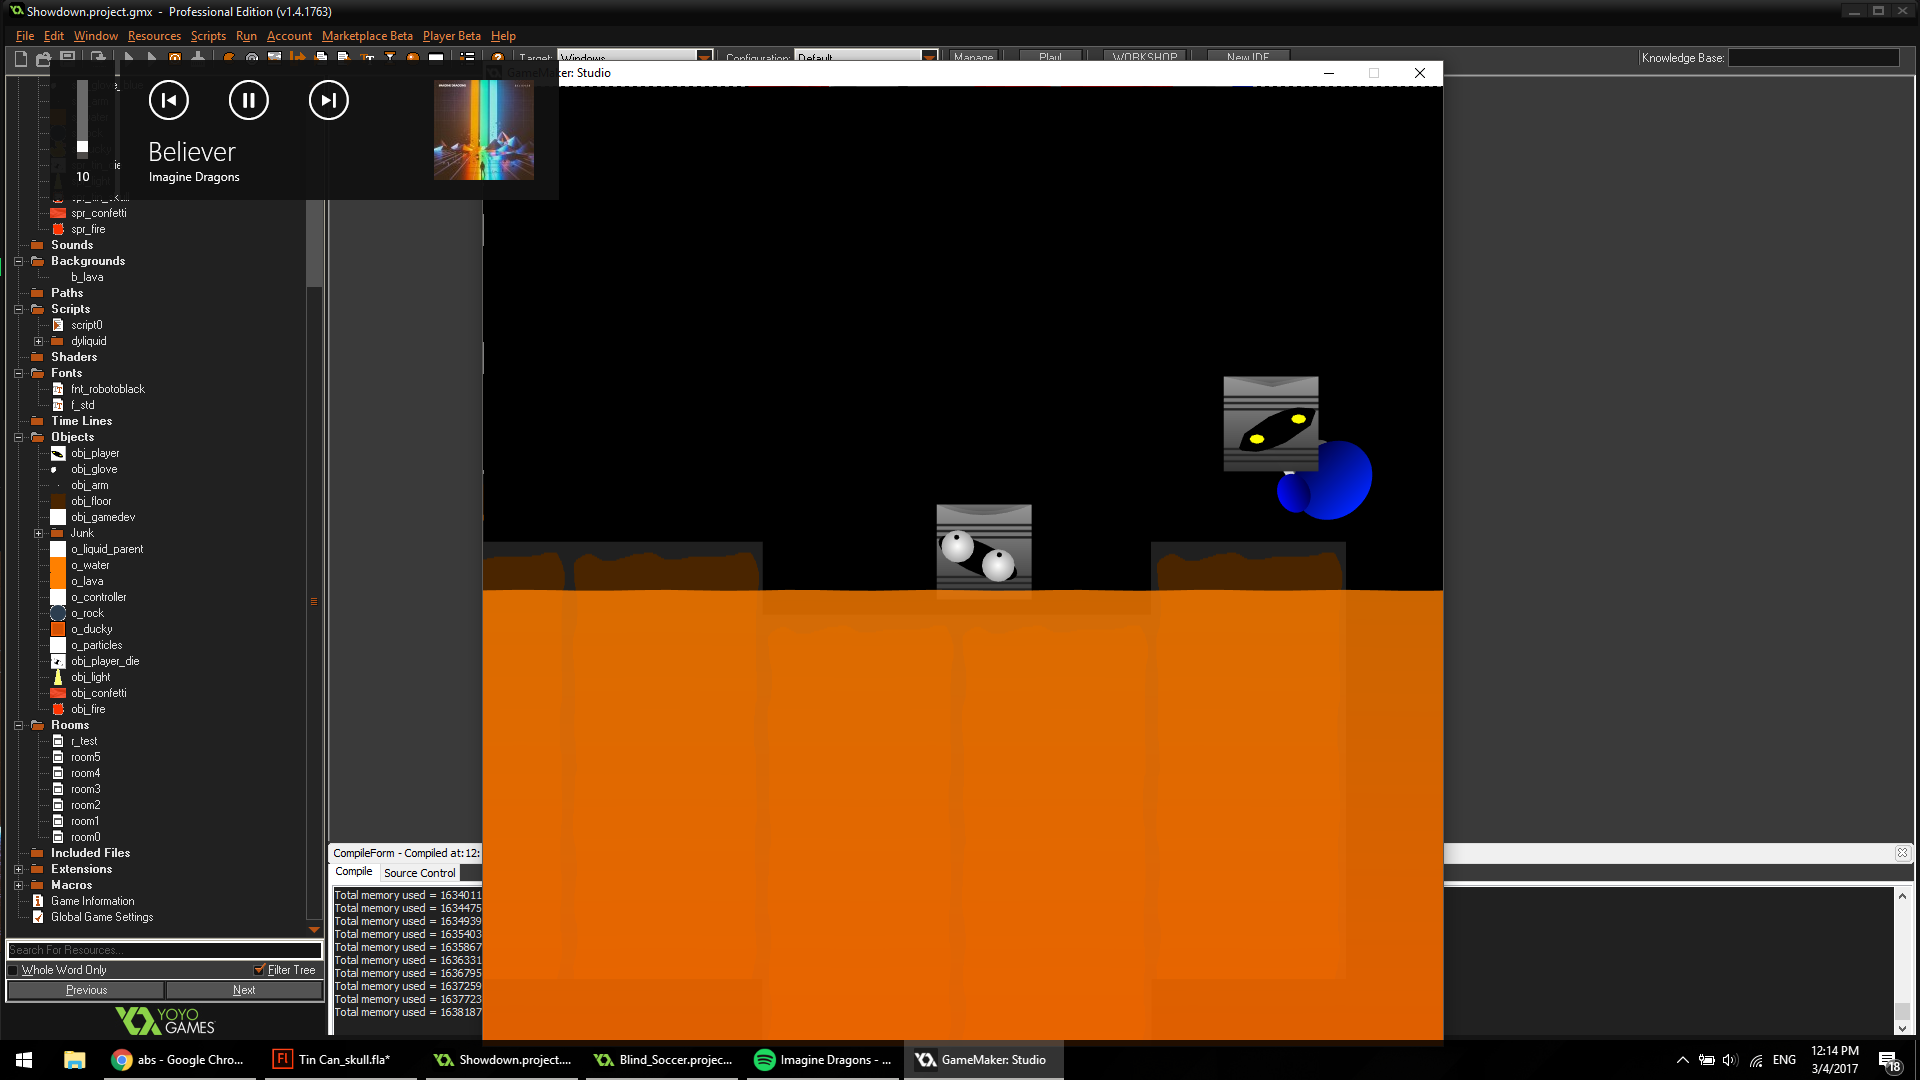 Showdown.project.gmx - Professional Edition (v1.4.1763)
File Edit Window Resources Scripts Run Account Marketplace Beta Player Beta Help
Target: Windows Configuration: Default Manage Play! WORKSHOP New IDE Knowledge Base:
GameMaker: Studio
Believer
Imagine Dragons
10
spr_confetti
spr_fire
Sounds
Backgrounds
b_lava
Paths
Scripts
script0
dyliquid
Shaders
Fonts
fnt_robotoblack
f_std
Time Lines
Objects
obj_player
obj_glove
obj_arm
obj_floor
obj_gamedev
Junk
o_liquid_parent
o_water
o_lava
o_controller
o_rock
o_ducky
o_particles
obj_player_die
obj_light
obj_confetti
obj_fire
Rooms
r_test
room5
room4
room3
room2
room1
room0
Included Files
Extensions
Macros
Game Information
Global Game Settings
Search For Resources...
Whole Word Only Filter Tree
Previous Next
YOYO
GAMES
CompileForm - Compiled at: 12:
Compile Source Control
Total memory used = 1634011
Total memory used = 1634475
Total memory used = 1634939
Total memory used = 1635403
Total memory used = 1635867
Total memory used = 1636331
Total memory used = 1636795
Total memory used = 1637259
Total memory used = 1637723
Total memory used = 1638187
abs - Google Chro... Tin Can_skull.fla* Showdown.project.... Blind_Soccer.projec... Imagine Dragons - ... GameMaker: Studio
ENG
12:14 PM
3/4/2017
18